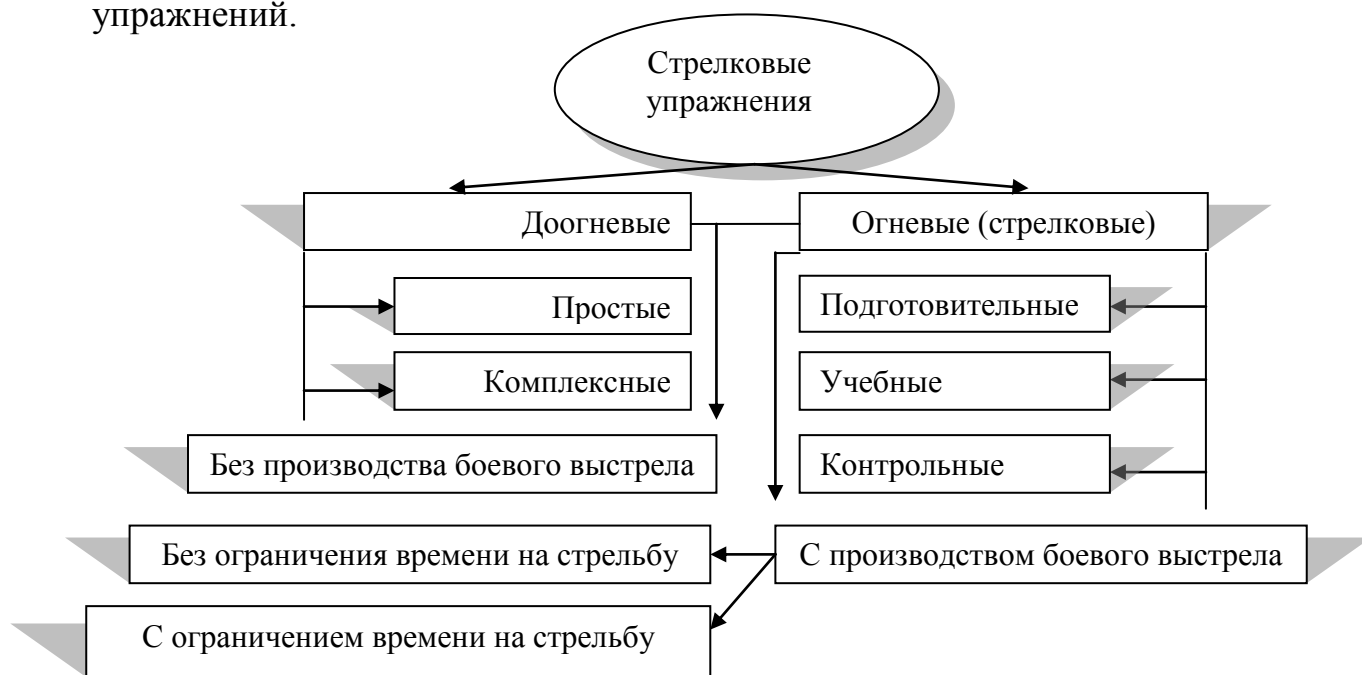 упражнений.
Стрелковые
упражнения
Доогневые
Огневые (стрелковые)
Простые
Подготовительные
Комплексные
Учебные
Без производства боевого выстрела
Контрольные
Без ограничения времени на стрельбу
С производством боевого выстрела
С ограничением времени на стрельбу